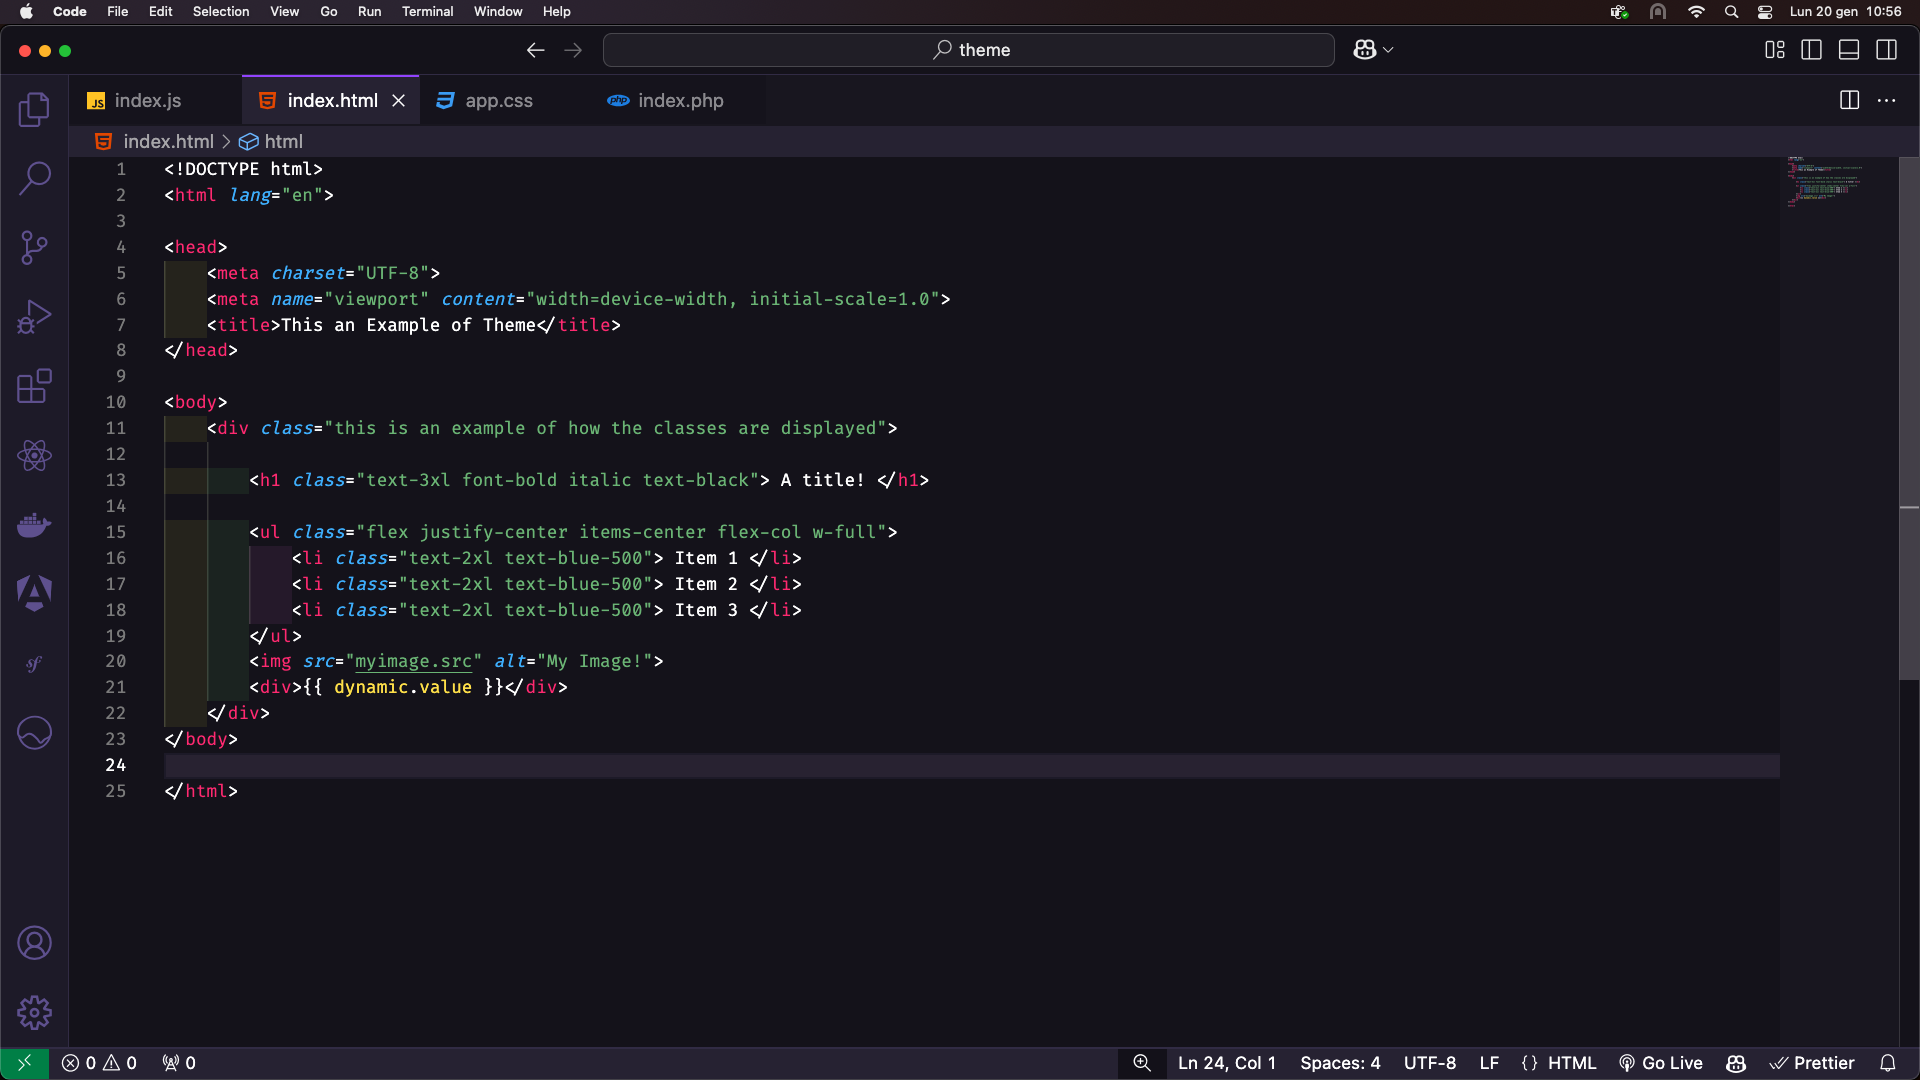 Code File Edit Selection View Go Run Terminal Window Help Lun 20 gen 10:56
theme
JS index.js index.html app.css php index.php
index.html > html
1 <!DOCTYPE html>
2 <html lang="en">
3
4 <head>
5 <meta charset="UTF-8">
6 <meta name="viewport" content="width=device-width, initial-scale=1.0">
7 <title>This an Example of Theme</title>
8 </head>
9
10 <body>
11 <div class="this is an example of how the classes are displayed">
12
13 <h1 class="text-3xl font-bold italic text-black"> A title! </h1>
14
15 <ul class="flex justify-center items-center flex-col w-full">
16 <li class="text-2xl text-blue-500"> Item 1 </li>
17 <li class="text-2xl text-blue-500"> Item 2 </li>
18 <li class="text-2xl text-blue-500"> Item 3 </li>
19 </ul>
20 <img src="myimage.src" alt="My Image!">
21 <div>{{ dynamic.value }}</div>
22 </div>
23 </body>
24
25 </html>
sf
0 0 0 Ln 24, Col 1 Spaces: 4 UTF-8 LF {} HTML Go Live Prettier